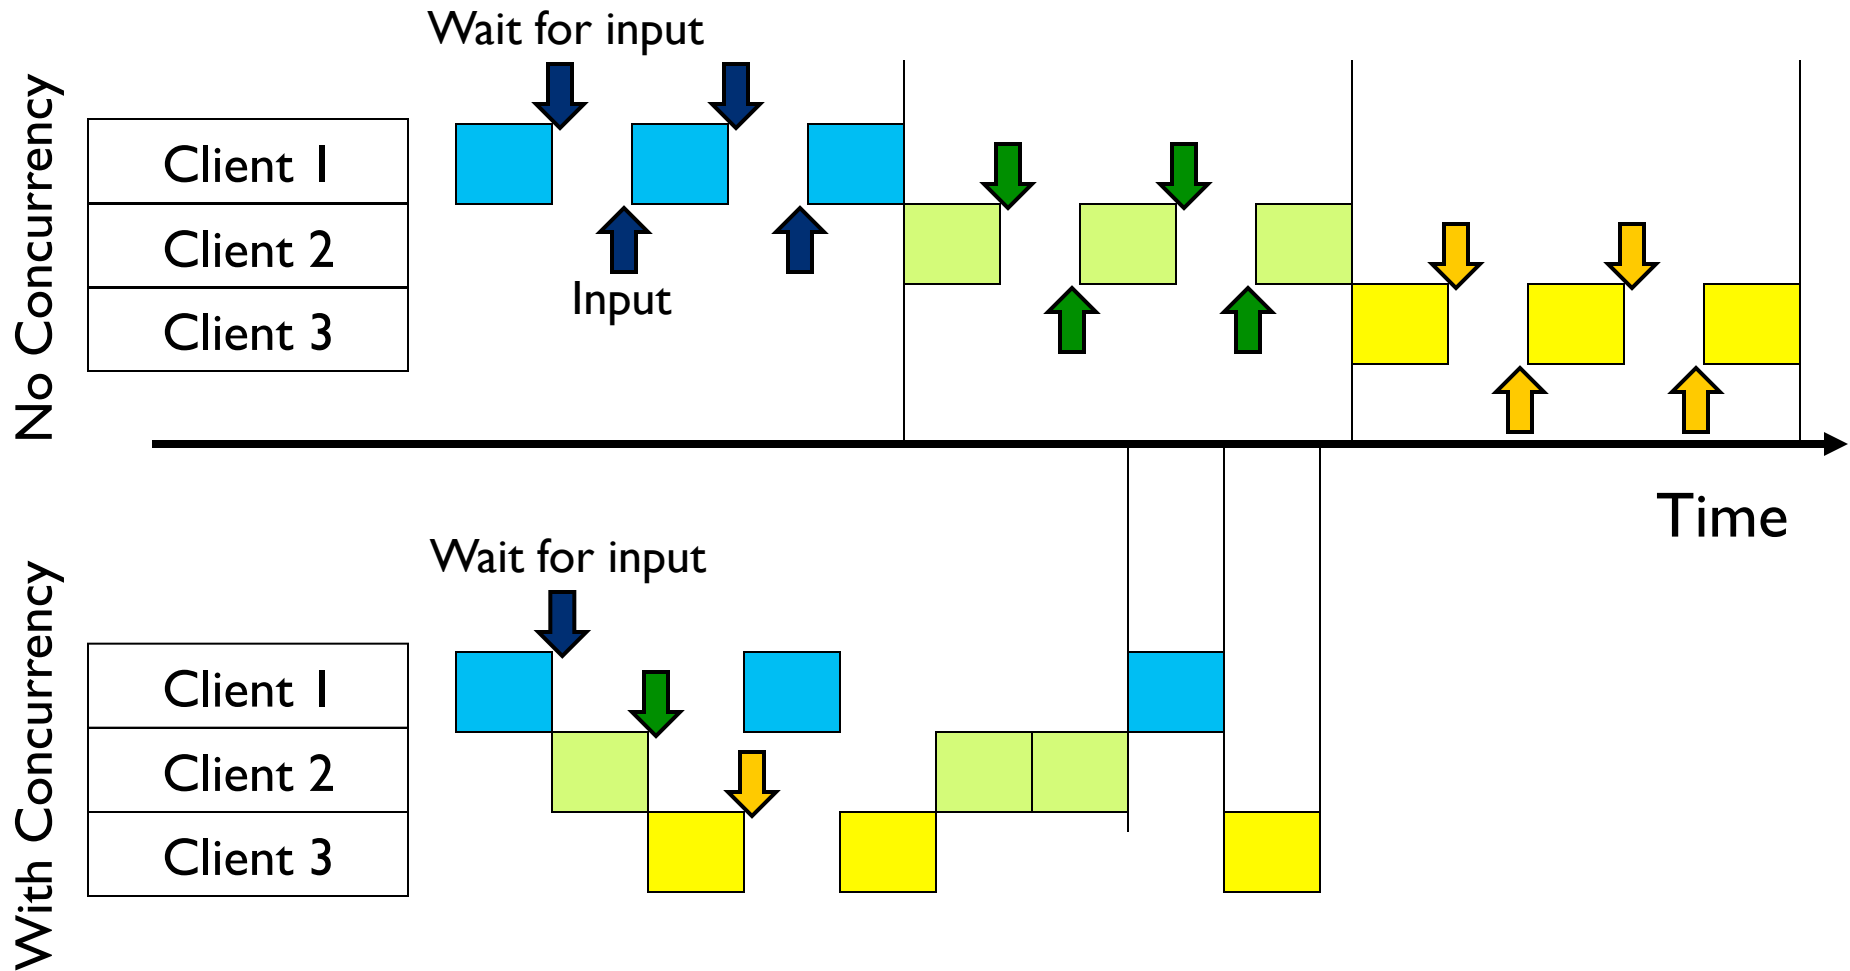 No Concurrency
Wait for input
Client 1
Client 2
Client 3
Input
Time
With Concurrency
Wait for input
Client 1
Client 2
Client 3